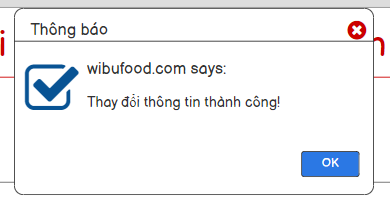 Thông báo
wibufood.com says:
Thay đổi thông tin thành công!
OK